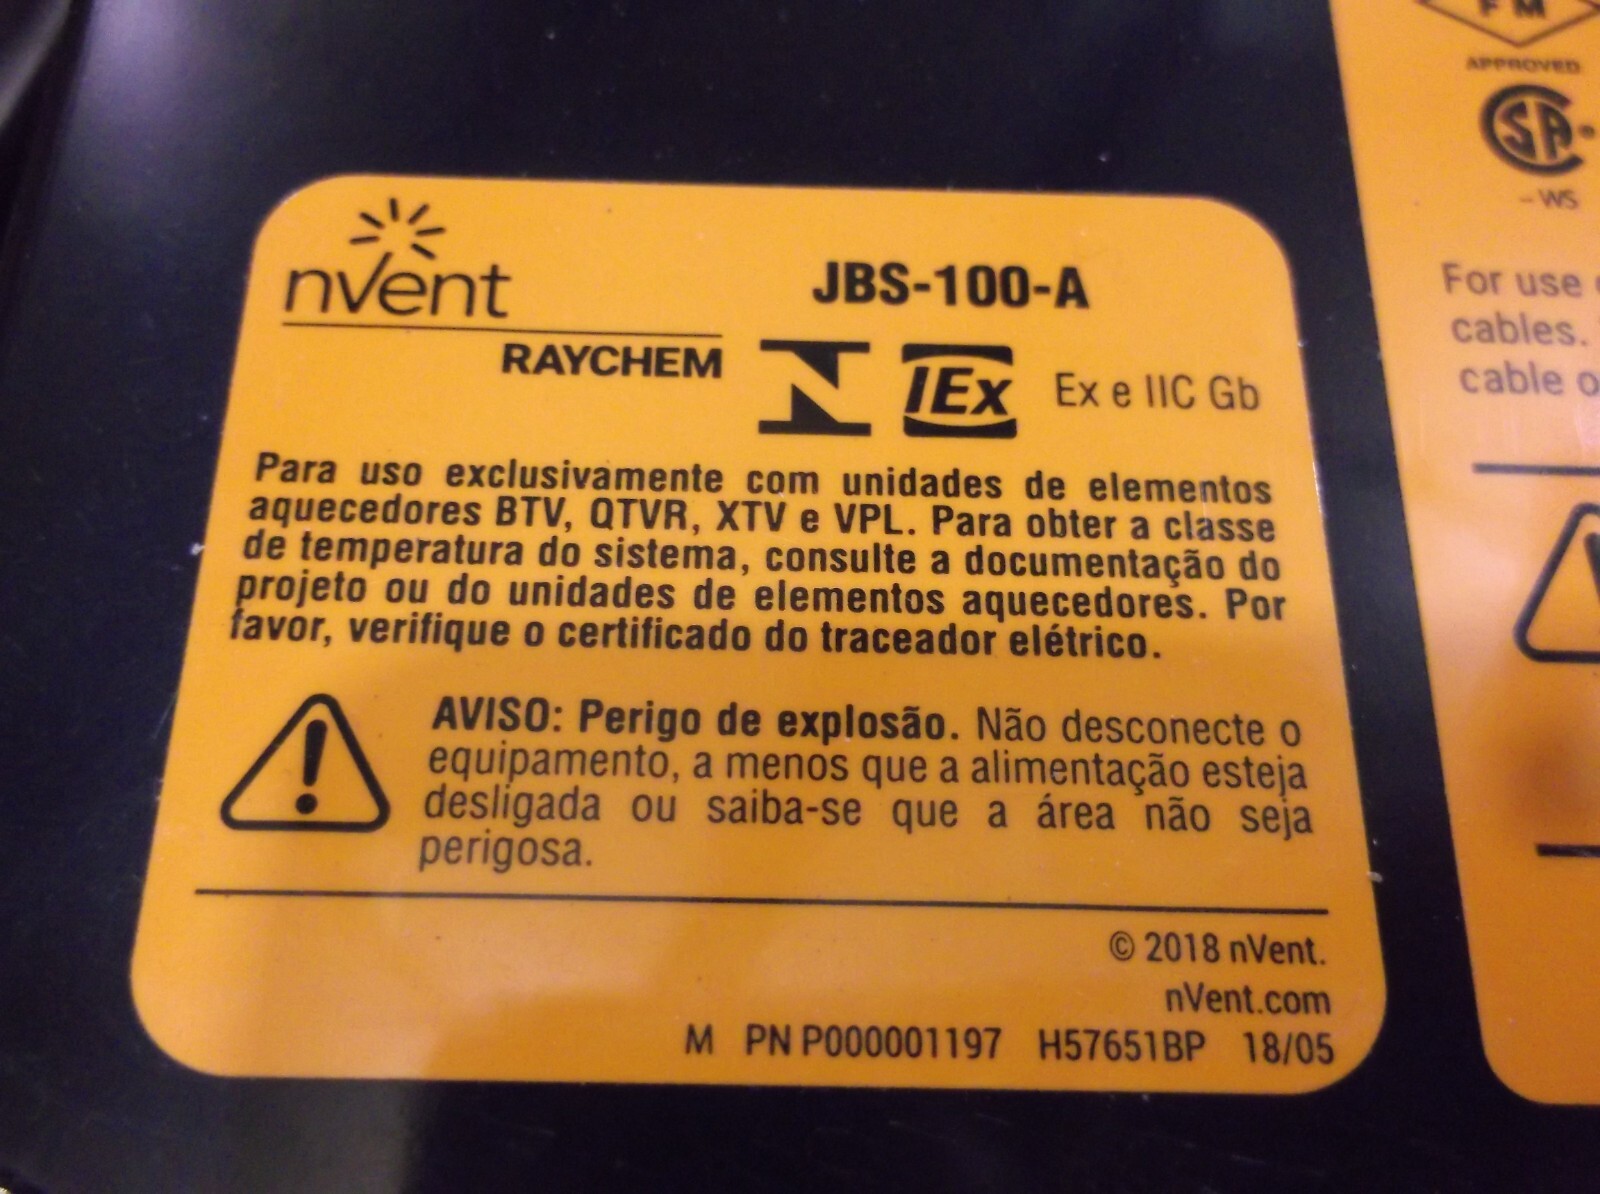 nvent
RAYCHEM
JBS-100-A
IEx
Ex e IIC Gb
Para uso exclusivamente com unidades de elementos
aquecedores BTV, QTVR, XTV e VPL. Para obter a classe
de temperatura do sistema, consulte a documentação do
projeto ou do unidades de elementos aquecedores. Por
favor, verifique o certificado do traceador elétrico.
AVISO: Perigo de explosão. Não desconecte o
equipamento, a menos que a alimentação esteja
desligada ou saiba-se que a área não seja
perigosa.
© 2018 nVent.
nVent.com
M PN P000001197 H57651BP 18/05
FM
APPROVED
SA
-WS
For use
cables.
cable